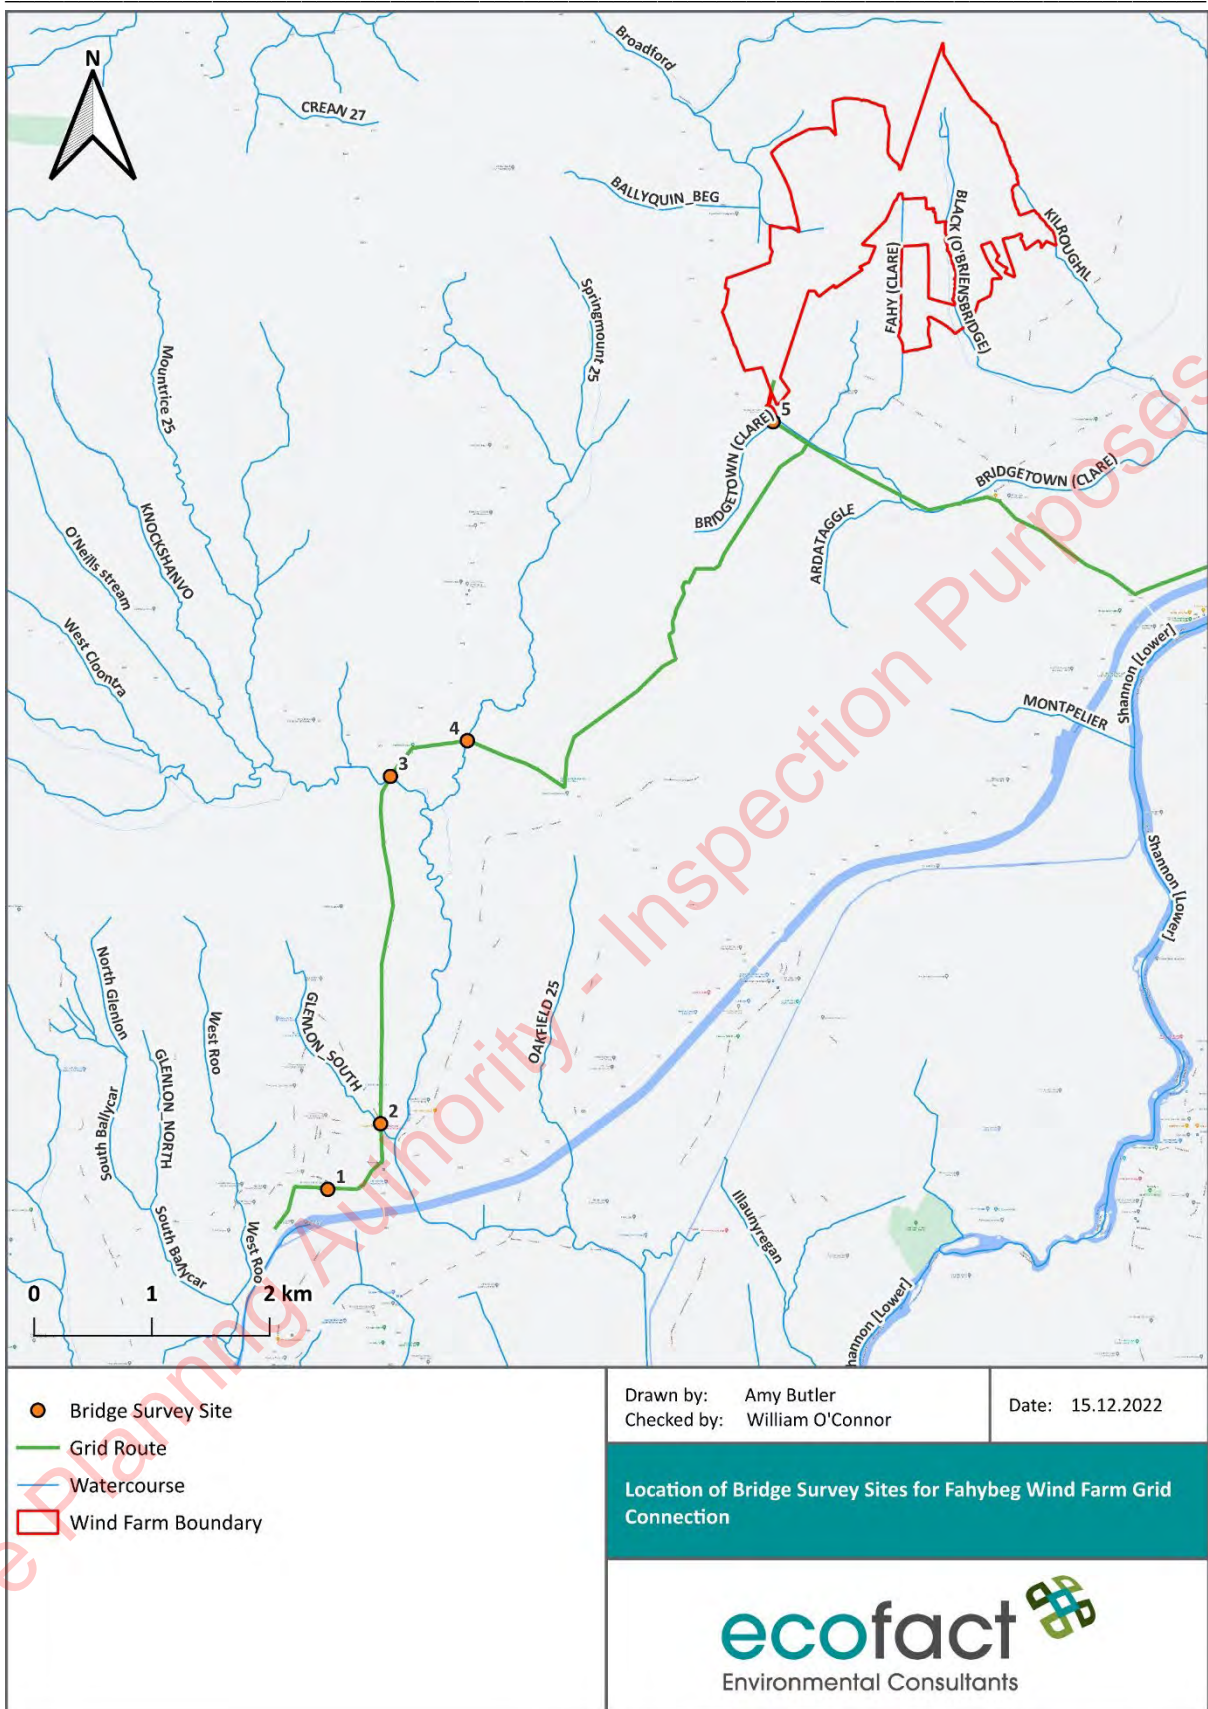 N
Broadford
CREAN 27
BALLYQUIN_BEG
BLACK (O'BRIENSBRIDGE)
KILROUGHIL
FAHY (CLARE)
Springmount 25
Mountrice 25
5
BRIDGETOWN (CLARE)
BRIDGETOWN (CLARE)
ARDATAGGLE
KNOCKSHANVO
O'Neills stream
West Cloontra
Shannon [Lower]
MONTPELIER
4
3
Shannon [Lower]
North Glenlon
West Roo
GLENLON_SOUTH
OAKFIELD 25
GLENLON_NORTH
South Ballycar
2
1
South Ballycar
West Roo
Illaunyregan
hannon [Lower]
0 1 2 km
e Planning Authority - Inspection Purposes
Bridge Survey Site
Grid Route
Watercourse
Wind Farm Boundary
Drawn by: Amy Butler
Checked by: William O'Connor
Date: 15.12.2022
Location of Bridge Survey Sites for Fahybeg Wind Farm Grid
Connection
ecofact
Environmental Consultants